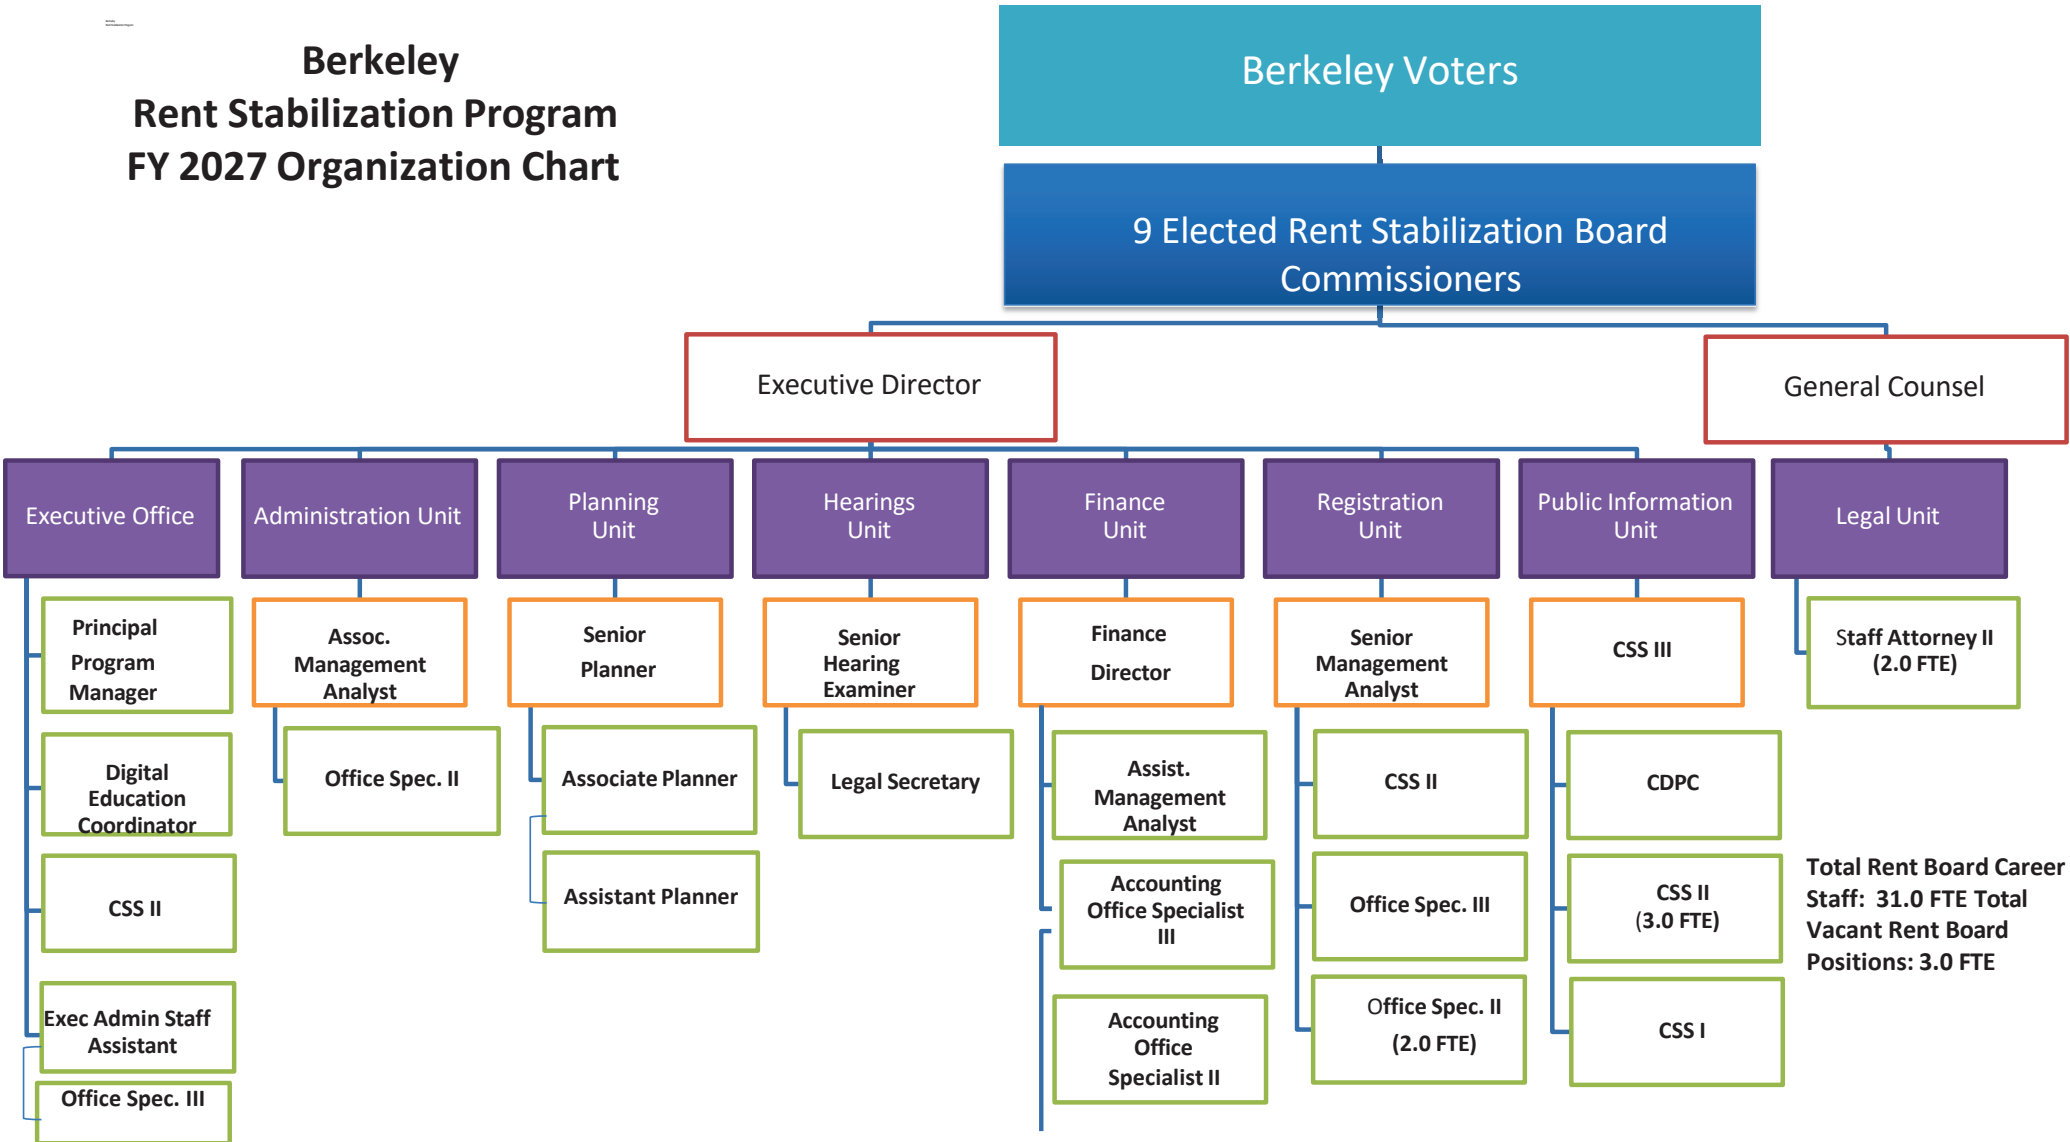 Berkeley
Rent Stabilization Program
Berkeley
Rent Stabilization Program
FY 2027 Organization Chart
Berkeley Voters
9 Elected Rent Stabilization Board
Commissioners
Executive Director
General Counsel
Executive Office
Administration Unit
Planning
Unit
Hearings
Unit
Finance
Unit
Registration
Unit
Public Information
Unit
Legal Unit
Principal
Program
Manager
Digital
Education
Coordinator
CSS II
Exec Admin Staff
Assistant
Office Spec. III
Assoc.
Management
Analyst
Office Spec. II
Senior
Planner
Associate Planner
Assistant Planner
Senior
Hearing
Examiner
Legal Secretary
Finance
Director
Assist.
Management
Analyst
Accounting
Office Specialist
III
Accounting
Office
Specialist II
Senior
Management
Analyst
CSS II
Office Spec. III
Office Spec. II
(2.0 FTE)
CSS III
CDPC
CSS II
(3.0 FTE)
CSS I
Staff Attorney II
(2.0 FTE)
Total Rent Board Career
Staff: 31.0 FTE Total
Vacant Rent Board
Positions: 3.0 FTE